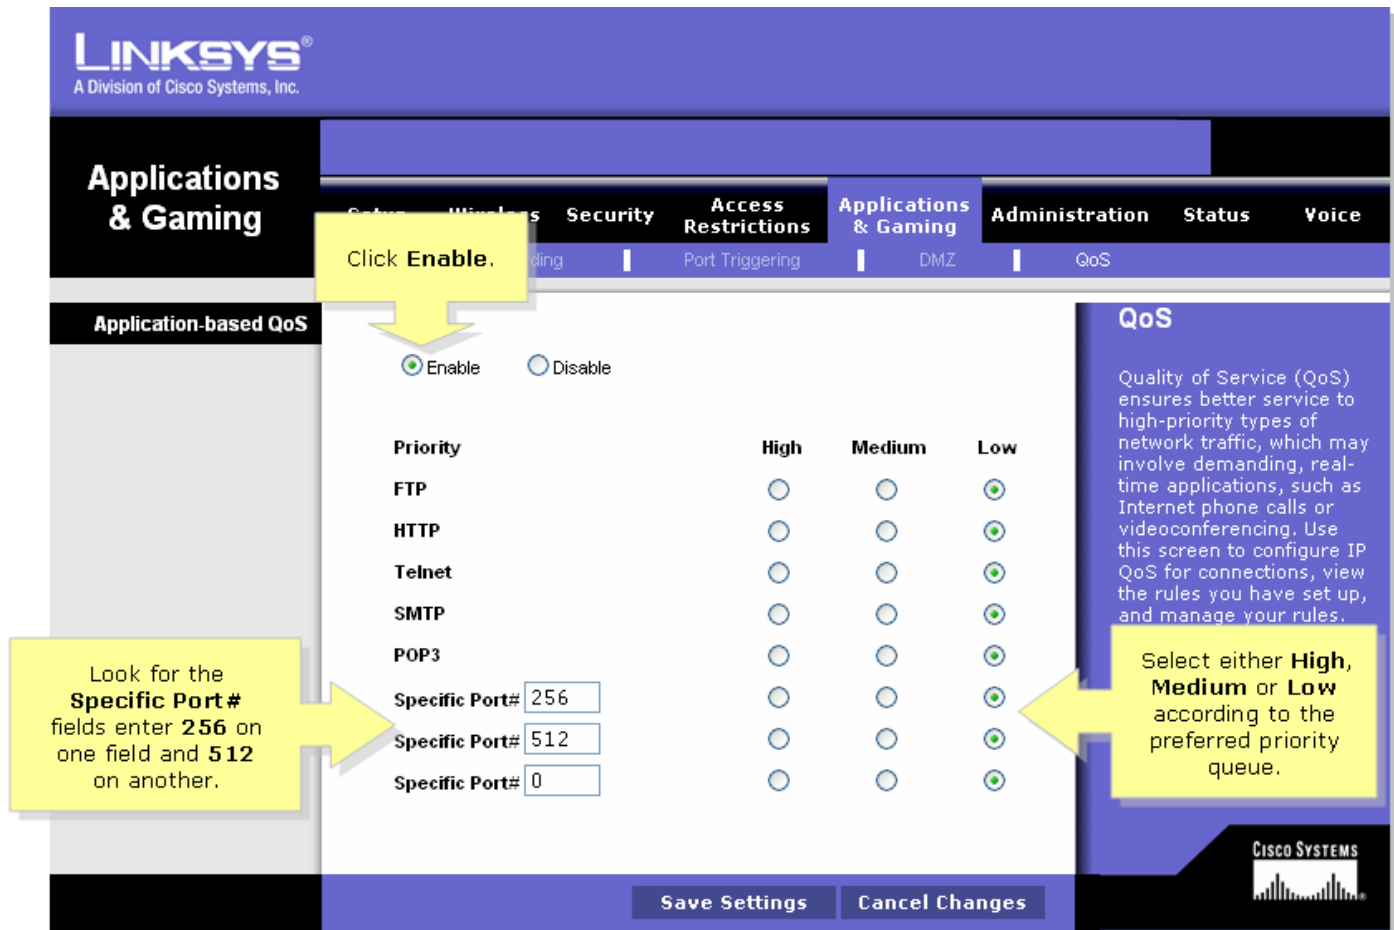 LINKSYS®
A Division of Cisco Systems, Inc.
Applications
& Gaming
Security
Access
Restrictions
Applications
& Gaming
Administration
Status
Voice
Port Triggering
DMZ
QoS
Click Enable.
Application-based QoS
Enable
Disable
Priority High Medium Low
FTP
HTTP
Telnet
SMTP
POP3
Specific Port# 256
Specific Port# 512
Specific Port# 0
Look for the
Specific Port#
fields enter 256 on
one field and 512
on another.
QoS
Quality of Service (QoS)
ensures better service to
high-priority types of
network traffic, which may
involve demanding, real-
time applications, such as
Internet phone calls or
videoconferencing. Use
this screen to configure IP
QoS for connections, view
the rules you have set up,
and manage your rules.
Select either High,
Medium or Low
according to the
preferred priority
queue.
CISCO SYSTEMS
Save Settings
Cancel Changes